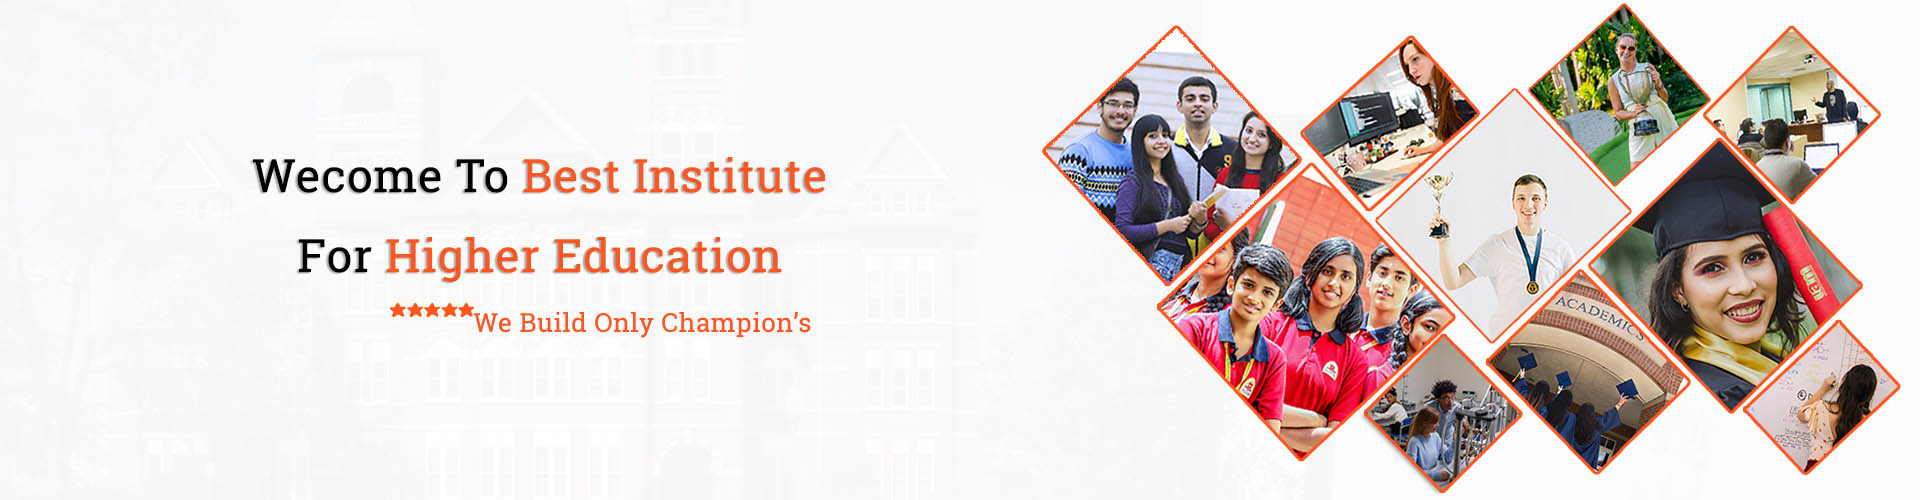 Wecome To Best Institute
For Higher Education
We Build Only Champion's
ACADEMICS